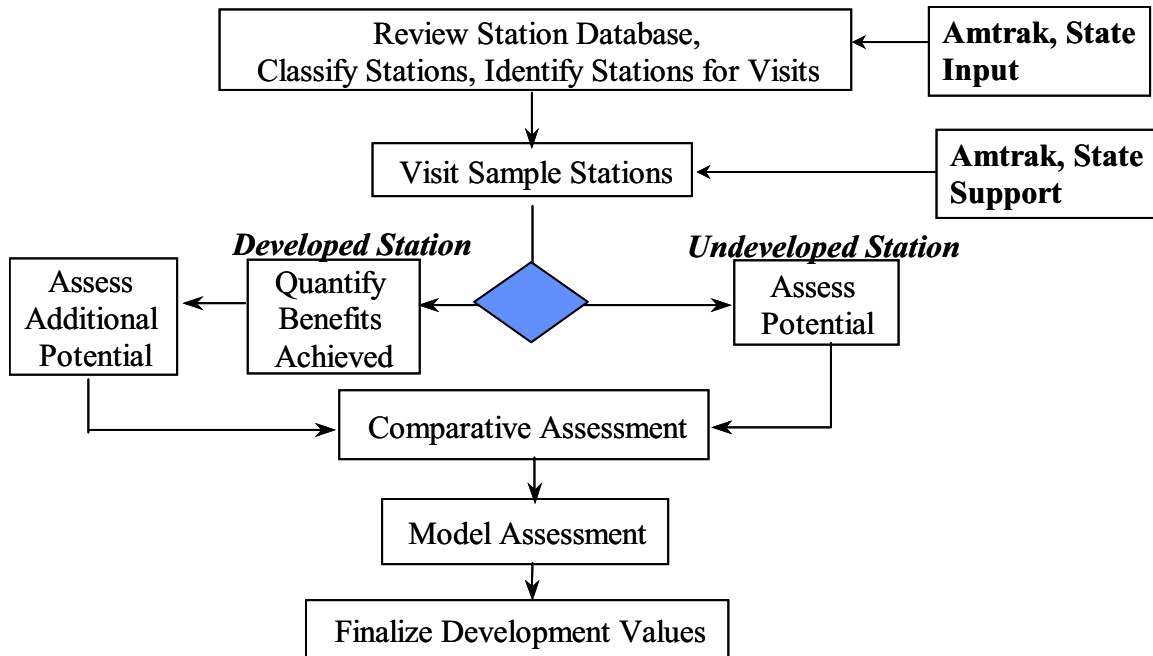 Review Station Database,
Classify Stations, Identify Stations for Visits
Amtrak, State
Input
Visit Sample Stations
Amtrak, State
Support
Developed Station
Undeveloped Station
Assess
Additional
Potential
Quantify
Benefits
Achieved
Assess
Potential
Comparative Assessment
Model Assessment
Finalize Development Values